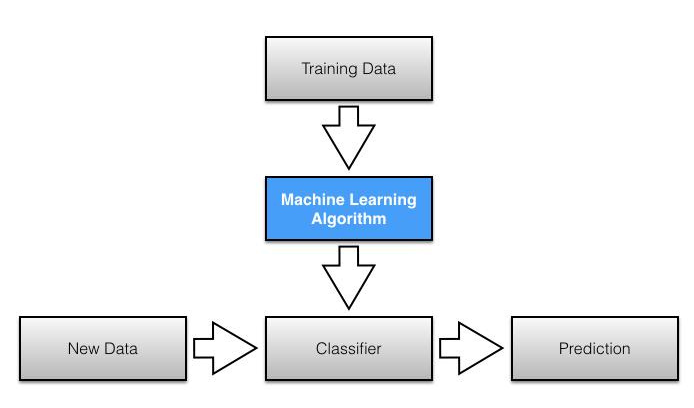 Training Data
Machine Learning
Algorithm
New Data
Classifier
Prediction